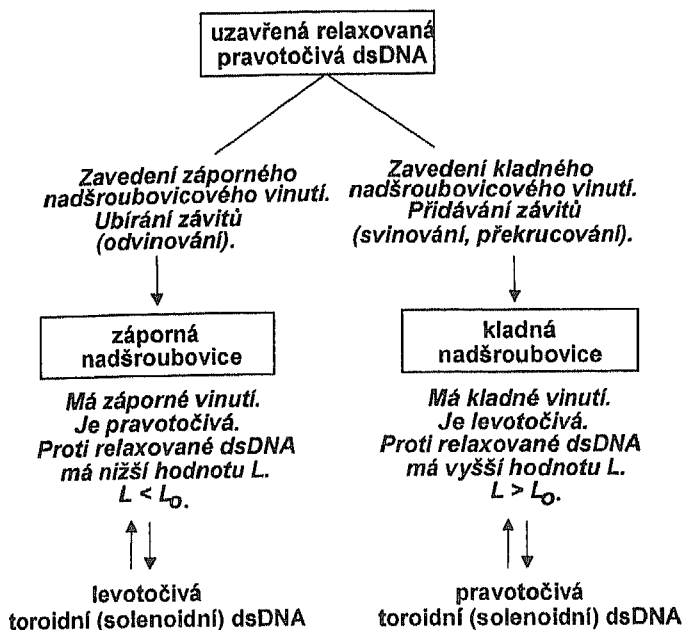 uzavřená relaxovaná
pravotočivá dsDNA
Zavedení záporného
nadšroubovicového vinutí.
Ubírání závitů
(odvinování).
Zavedení kladného
nadšroubovicového vinutí.
Přidávání závitů
(svinování, překrucování).
záporná
nadšroubovice
kladná
nadšroubovice
Má záporné vinutí.
Je pravotočivá.
Proti relaxované dsDNA
má nižší hodnotu L.
L < Lo.
Má kladné vinutí.
Je levotočivá.
Proti relaxované dsDNA
má vyšší hodnotu L.
L > Lo.
levotočivá
toroidní (solenoidní) dsDNA
pravotočivá
toroidní (solenoidní) dsDNA